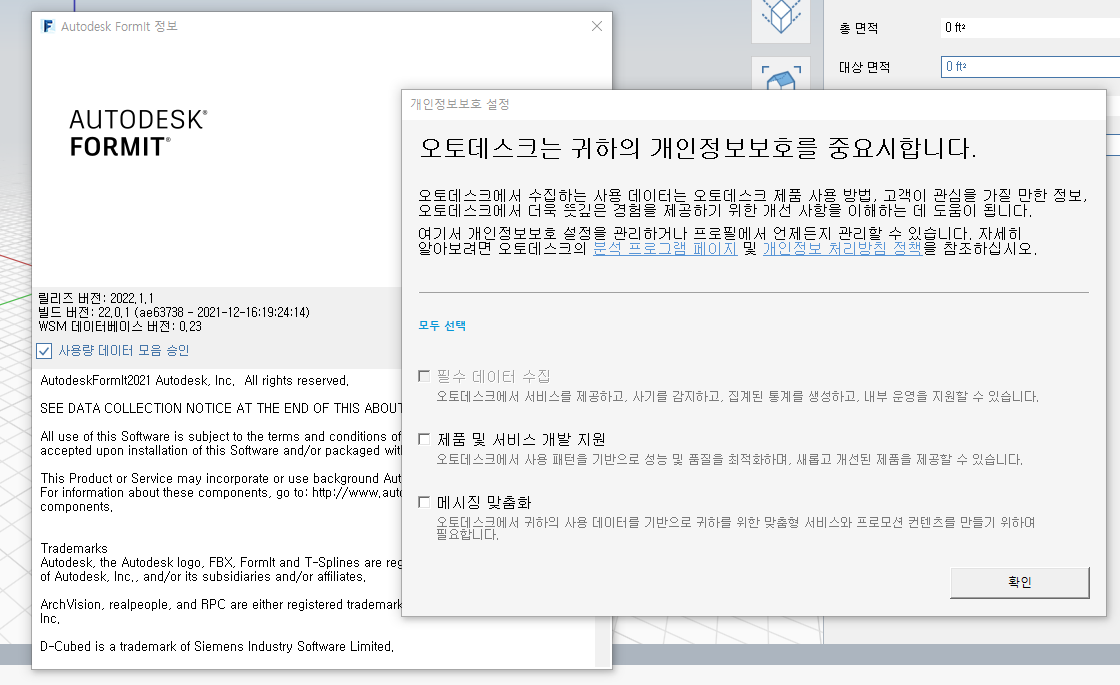 Autodesk FormIt 정보
AUTODESK®
FORMIT®
릴리즈 버전: 2022.1.1
빌드 버전: 22.0.1 (ae63738 - 2021-12-16:19:24:14)
WSM 데이터베이스 버전: 0.23
사용량 데이터 모음 승인
AutodeskFormIt2021 Autodesk, Inc. All rights reserved.
SEE DATA COLLECTION NOTICE AT THE END OF THIS ABOUT
All use of this Software is subject to the terms and conditions of
accepted upon installation of this Software and/or packaged wit
This Product or Service may incorporate or use background Aut
For information about these components, go to: http://www.aut
components.
Trademarks
Autodesk, the Autodesk logo, FBX, FormIt and T-Splines are reg
of Autodesk, Inc., and/or its subsidiaries and/or affiliates.
ArchVision, realpeople, and RPC are either registered trademark
Inc.
D-Cubed is a trademark of Siemens Industry Software Limited.
총 면적
0 ft²
대상 면적
0 ft²
개인정보보호 설정
오토데스크는 귀하의 개인정보보호를 중요시합니다.
오토데스크에서 수집하는 사용 데이터는 오토데스크 제품 사용 방법, 고객이 관심을 가질 만한 정보,
오토데스크에서 더욱 뜻깊은 경험을 제공하기 위한 개선 사항을 이해하는 데 도움이 됩니다.
여기서 개인정보보호 설정을 관리하거나 프로필에서 언제든지 관리할 수 있습니다. 자세히
알아보려면 오토데스크의 분석 프로그램 페이지 및 개인정보 처리방침 정책을 참조하십시오.
모두 선택
필수 데이터 수집
오토데스크에서 서비스를 제공하고, 사기를 감지하고, 집계된 통계를 생성하고, 내부 운영을 지원할 수 있습니다.
제품 및 서비스 개발 지원
오토데스크에서 사용 패턴을 기반으로 성능 및 품질을 최적화하며, 새롭고 개선된 제품을 제공할 수 있습니다.
메시징 맞춤화
오토데스크에서 귀하의 사용 데이터를 기반으로 귀하를 위한 맞춤형 서비스와 프로모션 컨텐츠를 만들기 위하여
필요합니다.
확인